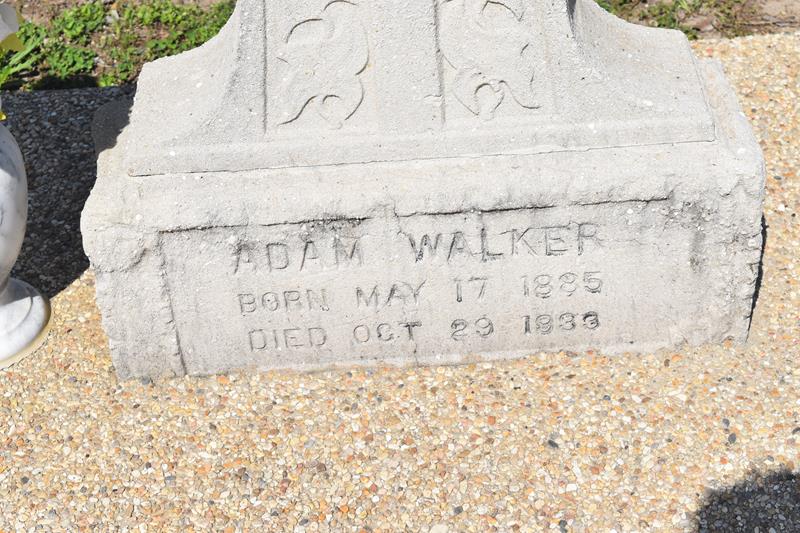 ADAM WALKER
BORN MAY 17 1885
DIED OCT 29 1933